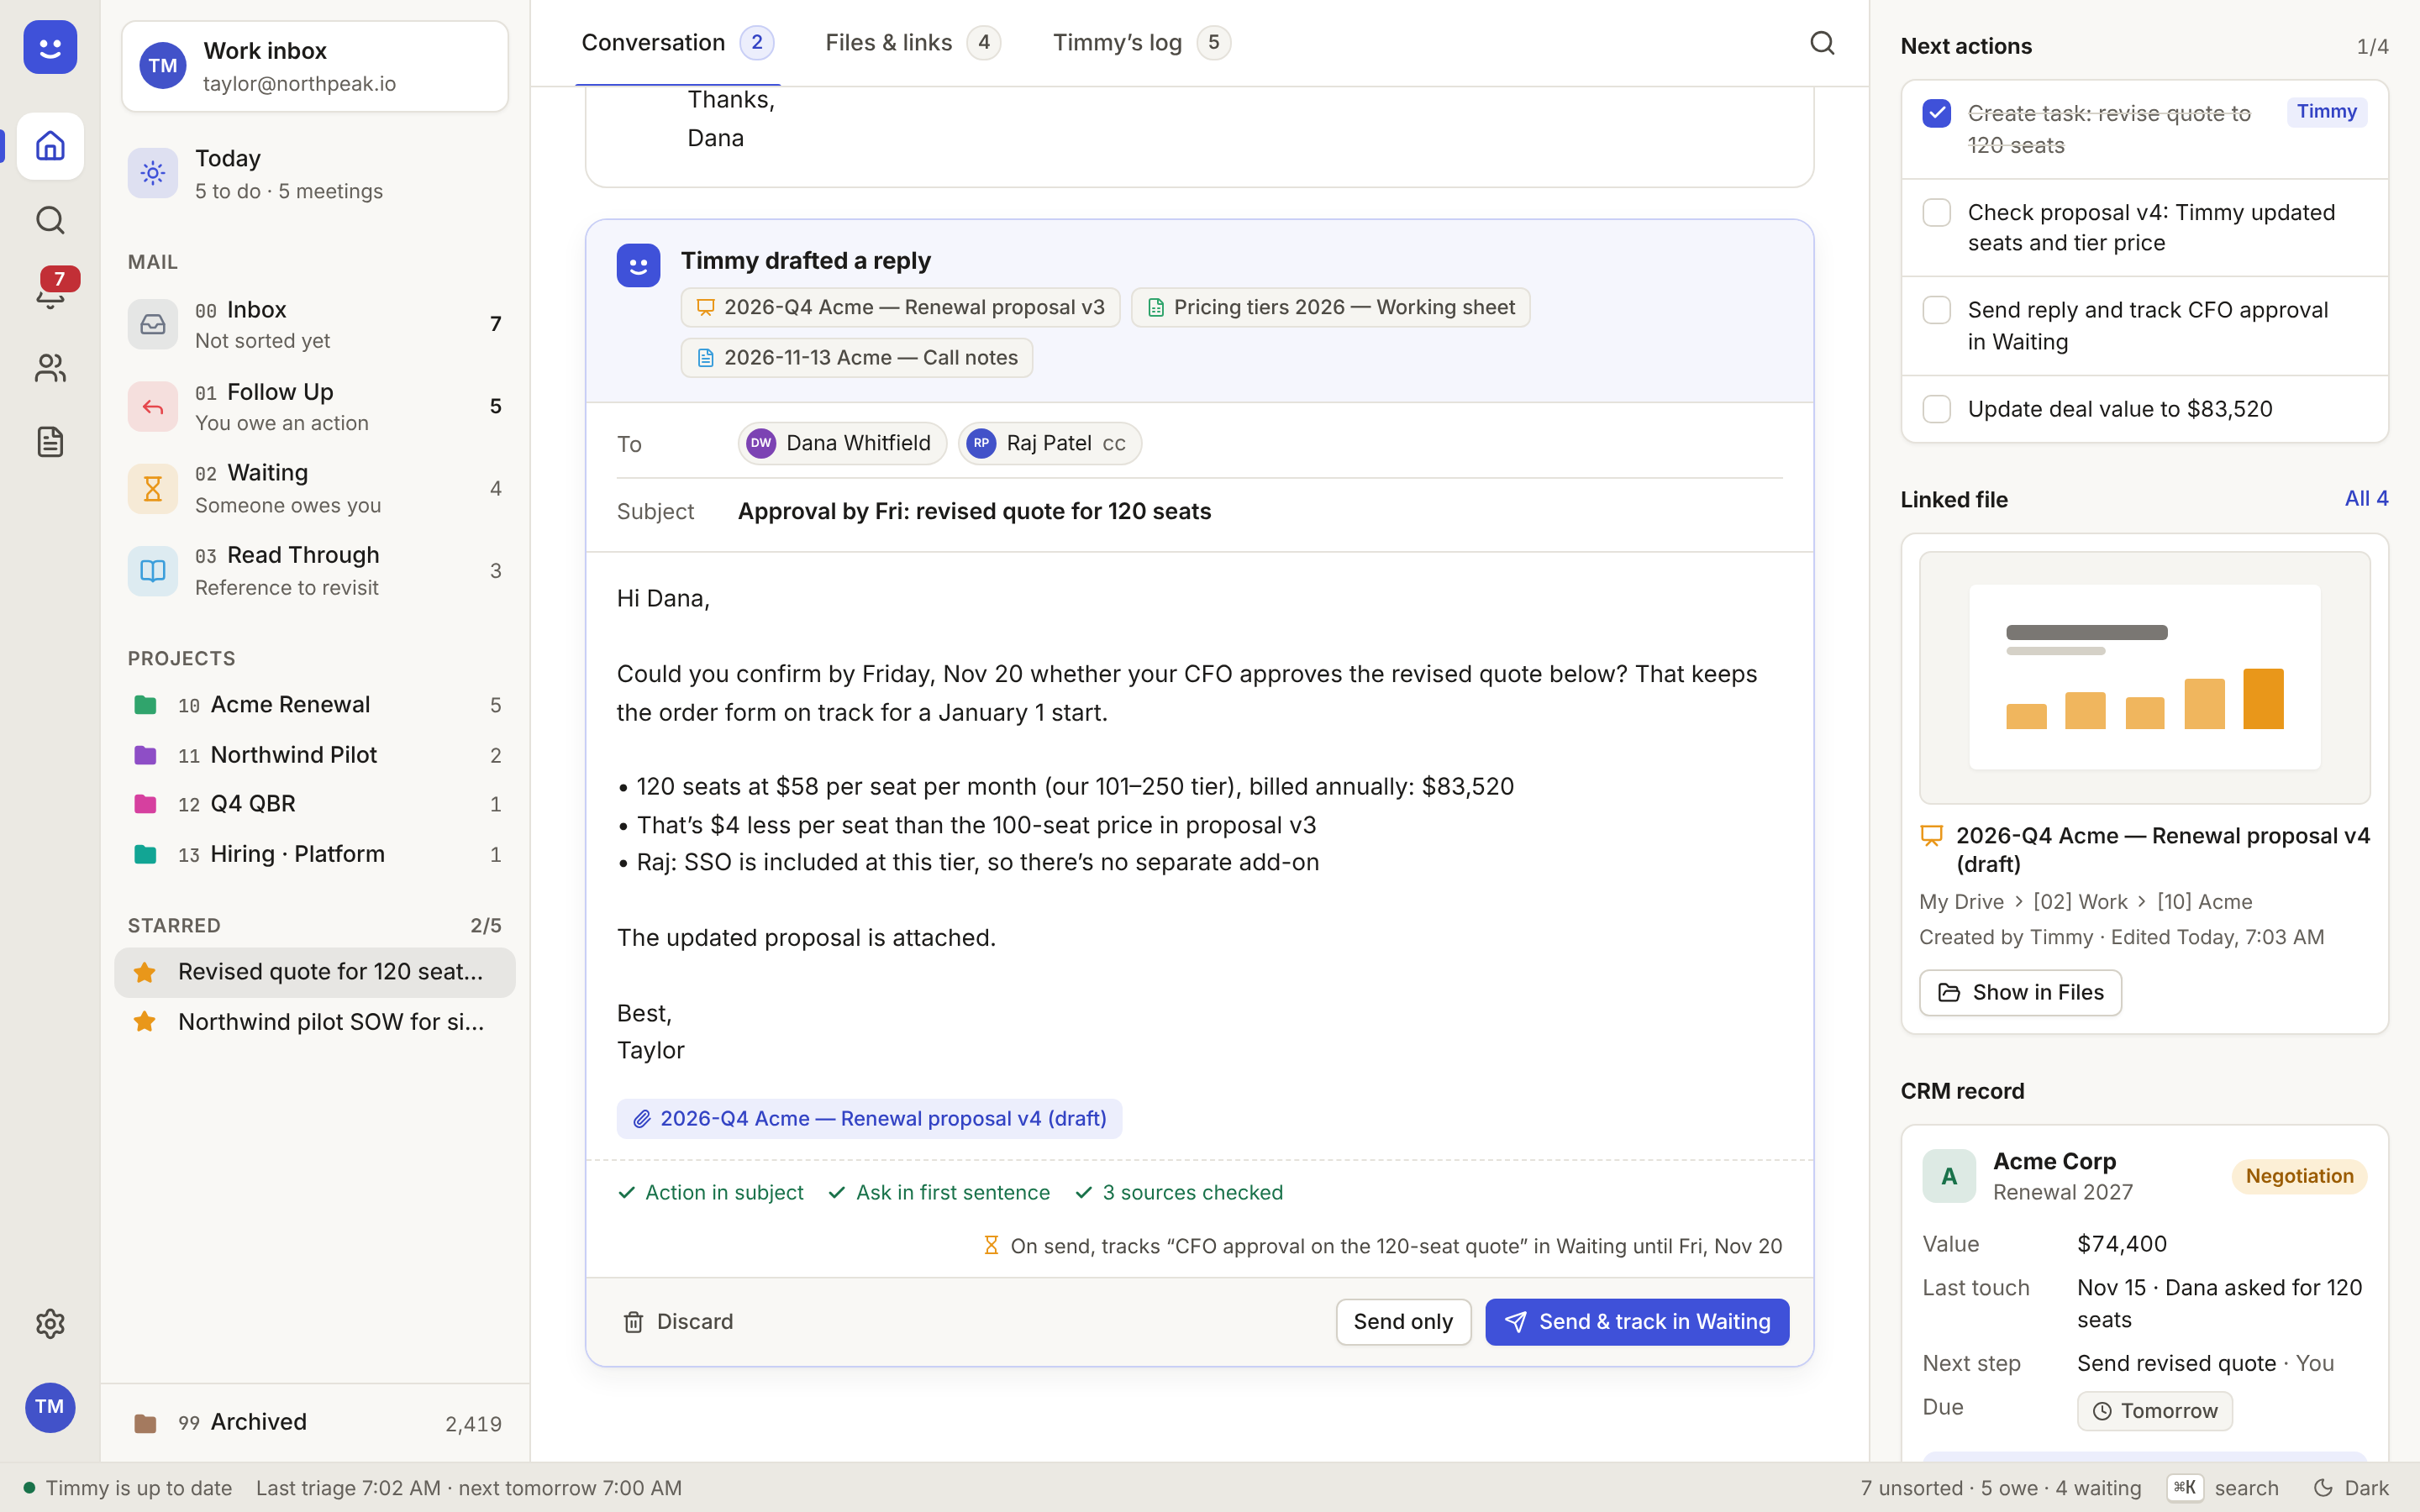 TM
Work inbox
taylor@northpeak.io
Today
5 to do · 5 meetings
MAIL
00 Inbox
Not sorted yet
7
01 Follow Up
You owe an action
5
02 Waiting
Someone owes you
4
03 Read Through
Reference to revisit
3
PROJECTS
10 Acme Renewal 5
11 Northwind Pilot 2
12 Q4 QBR 1
13 Hiring · Platform 1
STARRED 2/5
Revised quote for 120 seat...
Northwind pilot SOW for si...
99 Archived 2,419
7
TM
Conversation 2
Files & links 4
Timmy’s log 5
Thanks,
Dana
Timmy drafted a reply
2026-Q4 Acme — Renewal proposal v3
Pricing tiers 2026 — Working sheet
2026-11-13 Acme — Call notes
To
DW Dana Whitfield
RP Raj Patel cc
Subject
Approval by Fri: revised quote for 120 seats
Hi Dana,
Could you confirm by Friday, Nov 20 whether your CFO approves the revised quote below? That keeps
the order form on track for a January 1 start.
• 120 seats at $58 per seat per month (our 101–250 tier), billed annually: $83,520
• That’s $4 less per seat than the 100-seat price in proposal v3
• Raj: SSO is included at this tier, so there’s no separate add-on
The updated proposal is attached.
Best,
Taylor
2026-Q4 Acme — Renewal proposal v4 (draft)
Action in subject
Ask in first sentence
3 sources checked
On send, tracks “CFO approval on the 120-seat quote” in Waiting until Fri, Nov 20
Discard
Send only
Send & track in Waiting
Next actions 1/4
Create task: revise quote to
120 seats
Timmy
Check proposal v4: Timmy updated
seats and tier price
Send reply and track CFO approval
in Waiting
Update deal value to $83,520
Linked file All 4
2026-Q4 Acme — Renewal proposal v4
(draft)
My Drive > [02] Work > [10] Acme
Created by Timmy · Edited Today, 7:03 AM
Show in Files
CRM record
A
Acme Corp
Renewal 2027
Negotiation
Value $74,400
Last touch Nov 15 · Dana asked for 120
seats
Next step Send revised quote · You
Due Tomorrow
Timmy is up to date
Last triage 7:02 AM · next tomorrow 7:00 AM
7 unsorted · 5 owe · 4 waiting
⌘K search
Dark